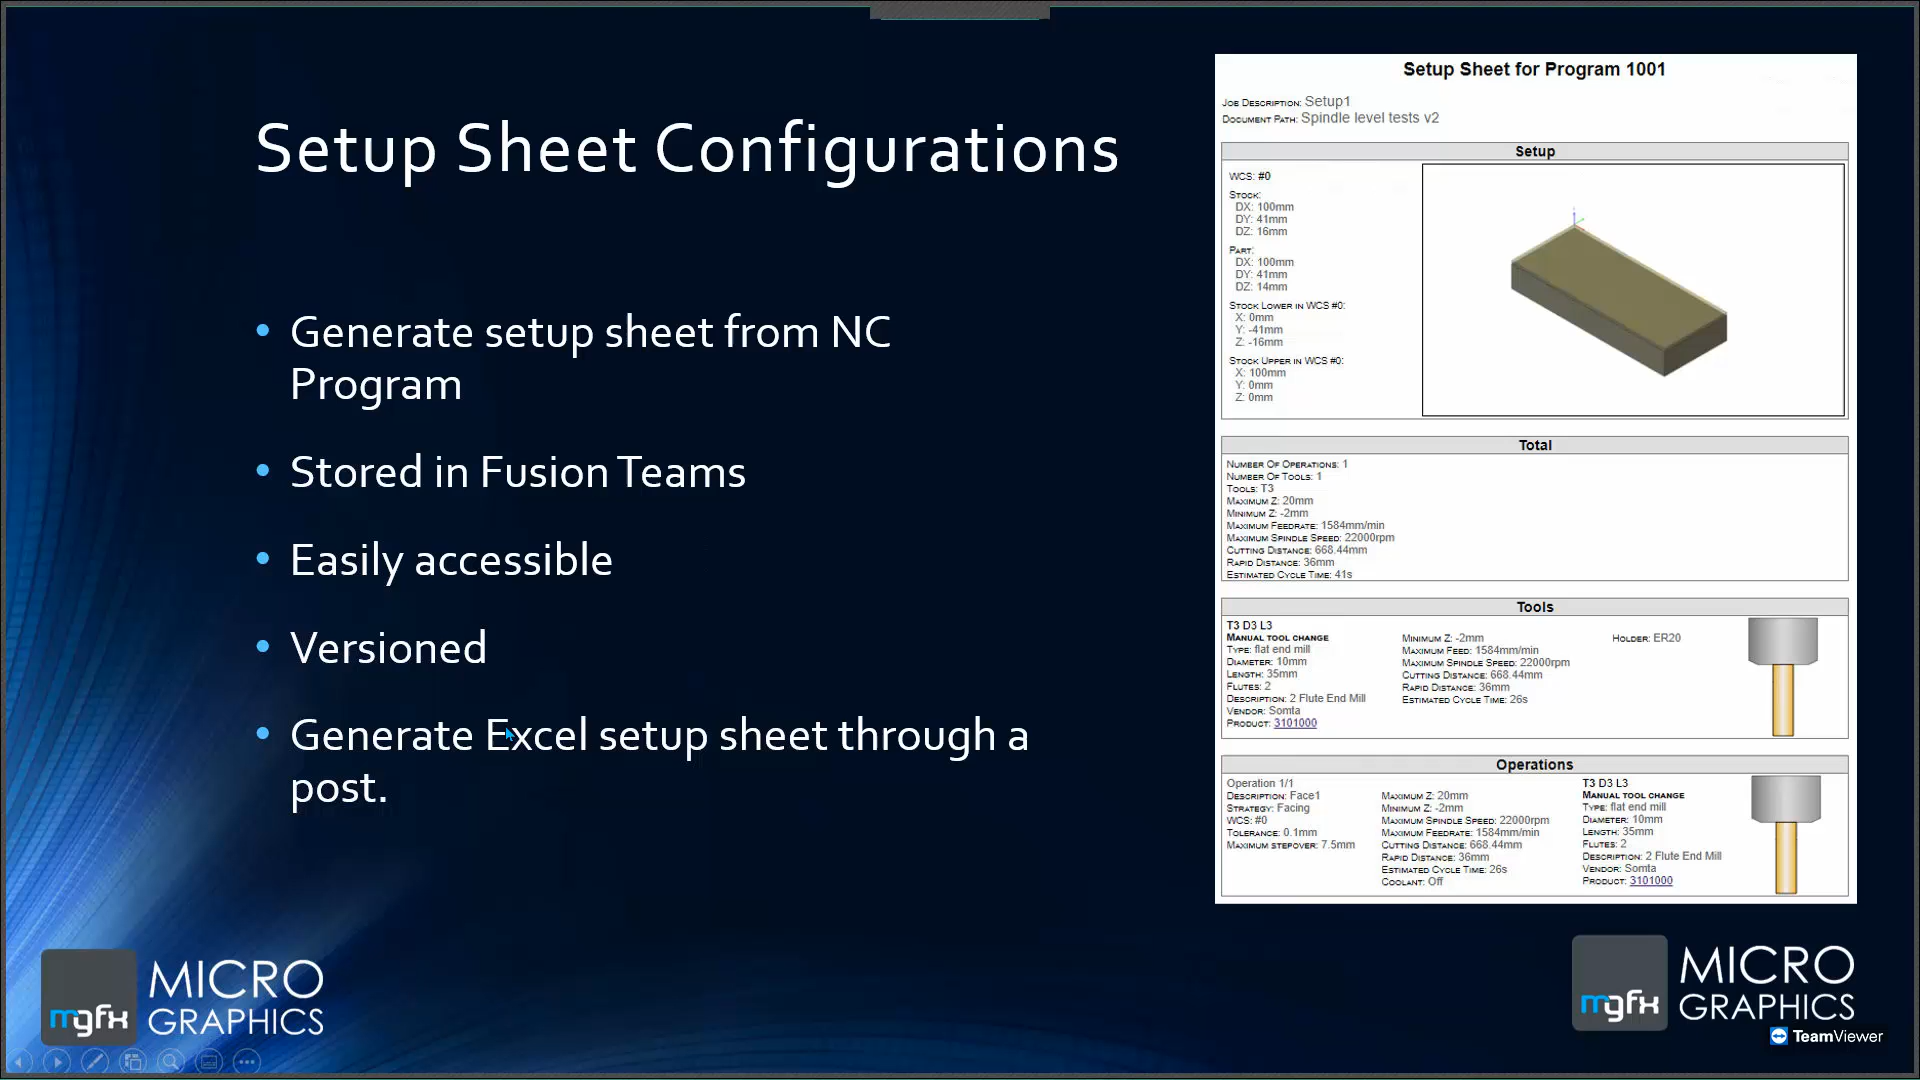 Setup Sheet Configurations
• Generate setup sheet from NC
Program
• Stored in Fusion Teams
• Easily accessible
• Versioned
• Generate Excel setup sheet through a
post.
Setup Sheet for Program 1001
JOB DESCRIPTION: Setup1
DOCUMENT PATH: Spindle level tests v2
Setup
WCS: #0
STOCK:
DX: 100mm
DY: 41mm
DZ: 16mm
PART:
DX: 100mm
DY: 41mm
DZ: 14mm
STOCK LOWER IN WCS #0:
X: 0mm
Y: -41mm
Z: -16mm
STOCK UPPER IN WCS #0:
X: 100mm
Y: 0mm
Z: 0mm
Total
NUMBER OF OPERATIONS: 1
NUMBER OF TOOLS: 1
TOOLS: T3
MAXIMUM Z: 20mm
MINIMUM Z: -2mm
MAXIMUM FEEDRATE: 1584mm/min
MAXIMUM SPINDLE SPEED: 22000rpm
CUTTING DISTANCE: 668.44mm
RAPID DISTANCE: 36mm
ESTIMATED CYCLE TIME: 41s
Tools
T3 D3 L3
MANUAL TOOL CHANGE
TYPE: flat end mill
DIAMETER: 10mm
LENGTH: 35mm
FLUTES: 2
DESCRIPTION: 2 Flute End Mill
VENDOR: Somta
PRODUCT: 3101000
MINIMUM Z: -2mm
MAXIMUM FEED: 1584mm/min
MAXIMUM SPINDLE SPEED: 22000rpm
CUTTING DISTANCE: 668.44mm
RAPID DISTANCE: 36mm
ESTIMATED CYCLE TIME: 26s
HOLDER: ER20
Operations
Operation 1/1
DESCRIPTION: Face1
STRATEGY: Facing
WCS: #0
TOLERANCE: 0.1mm
MAXIMUM STEPOVER: 7.5mm
MAXIMUM Z: 20mm
MINIMUM Z: -2mm
MAXIMUM SPINDLE SPEED: 22000rpm
MAXIMUM FEEDRATE: 1584mm/min
CUTTING DISTANCE: 668.44mm
RAPID DISTANCE: 36mm
ESTIMATED CYCLE TIME: 26s
COOLANT: Off
T3 D3 L3
MANUAL TOOL CHANGE
TYPE: flat end mill
DIAMETER: 10mm
LENGTH: 35mm
FLUTES: 2
DESCRIPTION: 2 Flute End Mill
VENDOR: Somta
PRODUCT: 3101000
mgfx
MICRO
GRAPHICS
mgfx
MICRO
GRAPHICS
TeamViewer